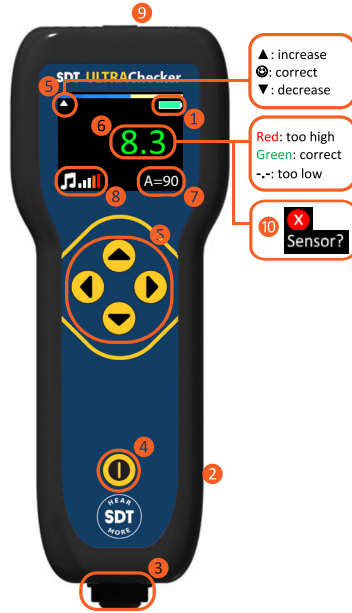 9
SDT ULTRAChecker
▲: increase
☻: correct
▼: decrease
5
1
6
8.3
Red: too high
Green: correct
-.-: too low
A=90
8
7
10
X
Sensor?
5
4
2
HEAR
SDT
MORE
3